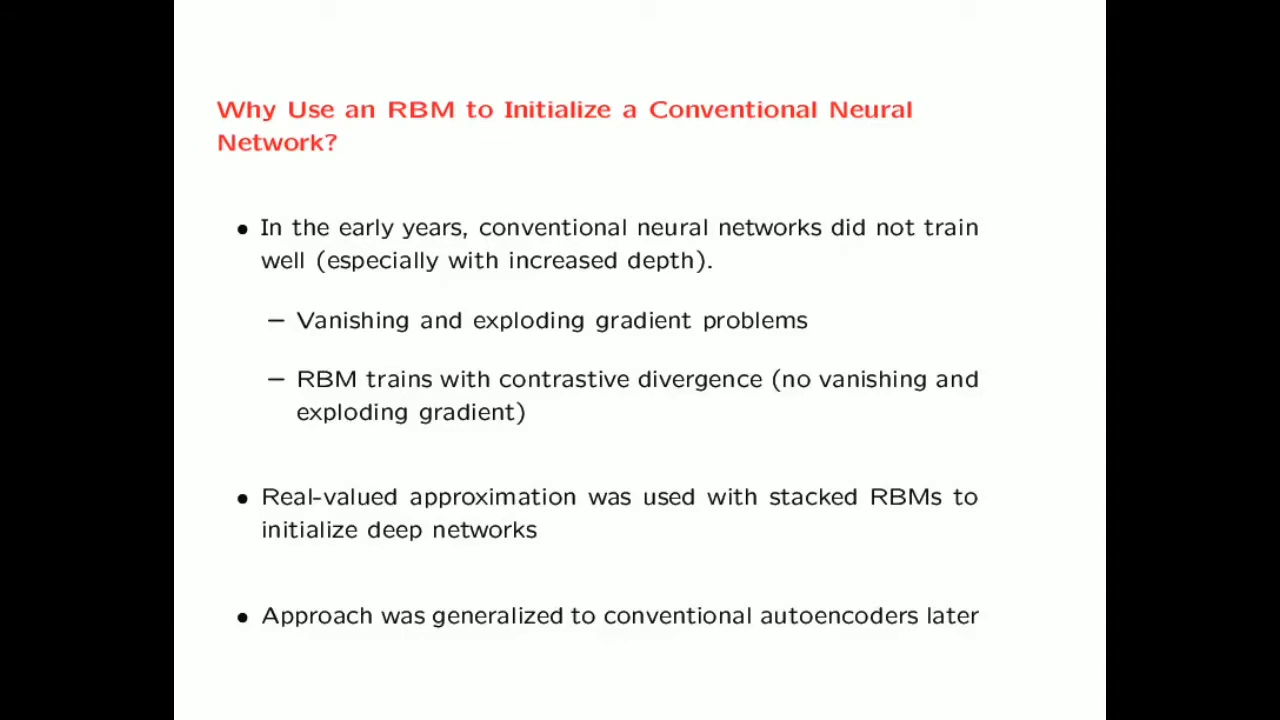 Why Use an RBM to Initialize a Conventional Neural
Network?
• In the early years, conventional neural networks did not train
well (especially with increased depth).
– Vanishing and exploding gradient problems
– RBM trains with contrastive divergence (no vanishing and
exploding gradient)
• Real-valued approximation was used with stacked RBMs to
initialize deep networks
• Approach was generalized to conventional autoencoders later